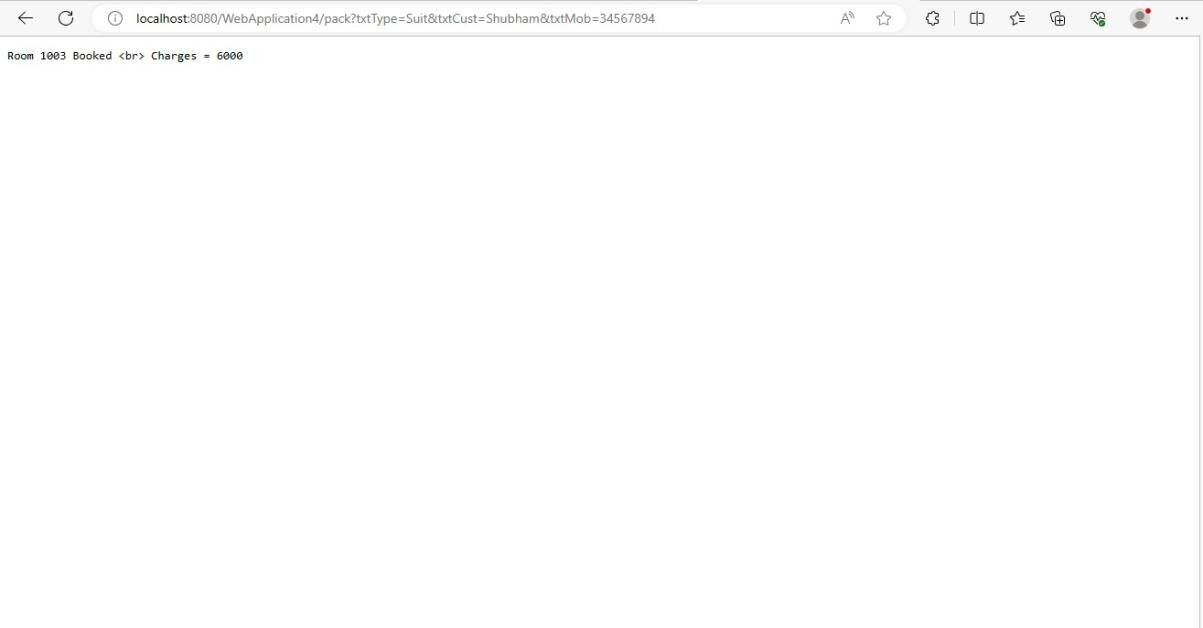 localhost:8080/WebApplication4/pack?txtType=Suit&txtCust=Shubham&txtMob=34567894
Room 1003 Booked <br> Charges = 6000